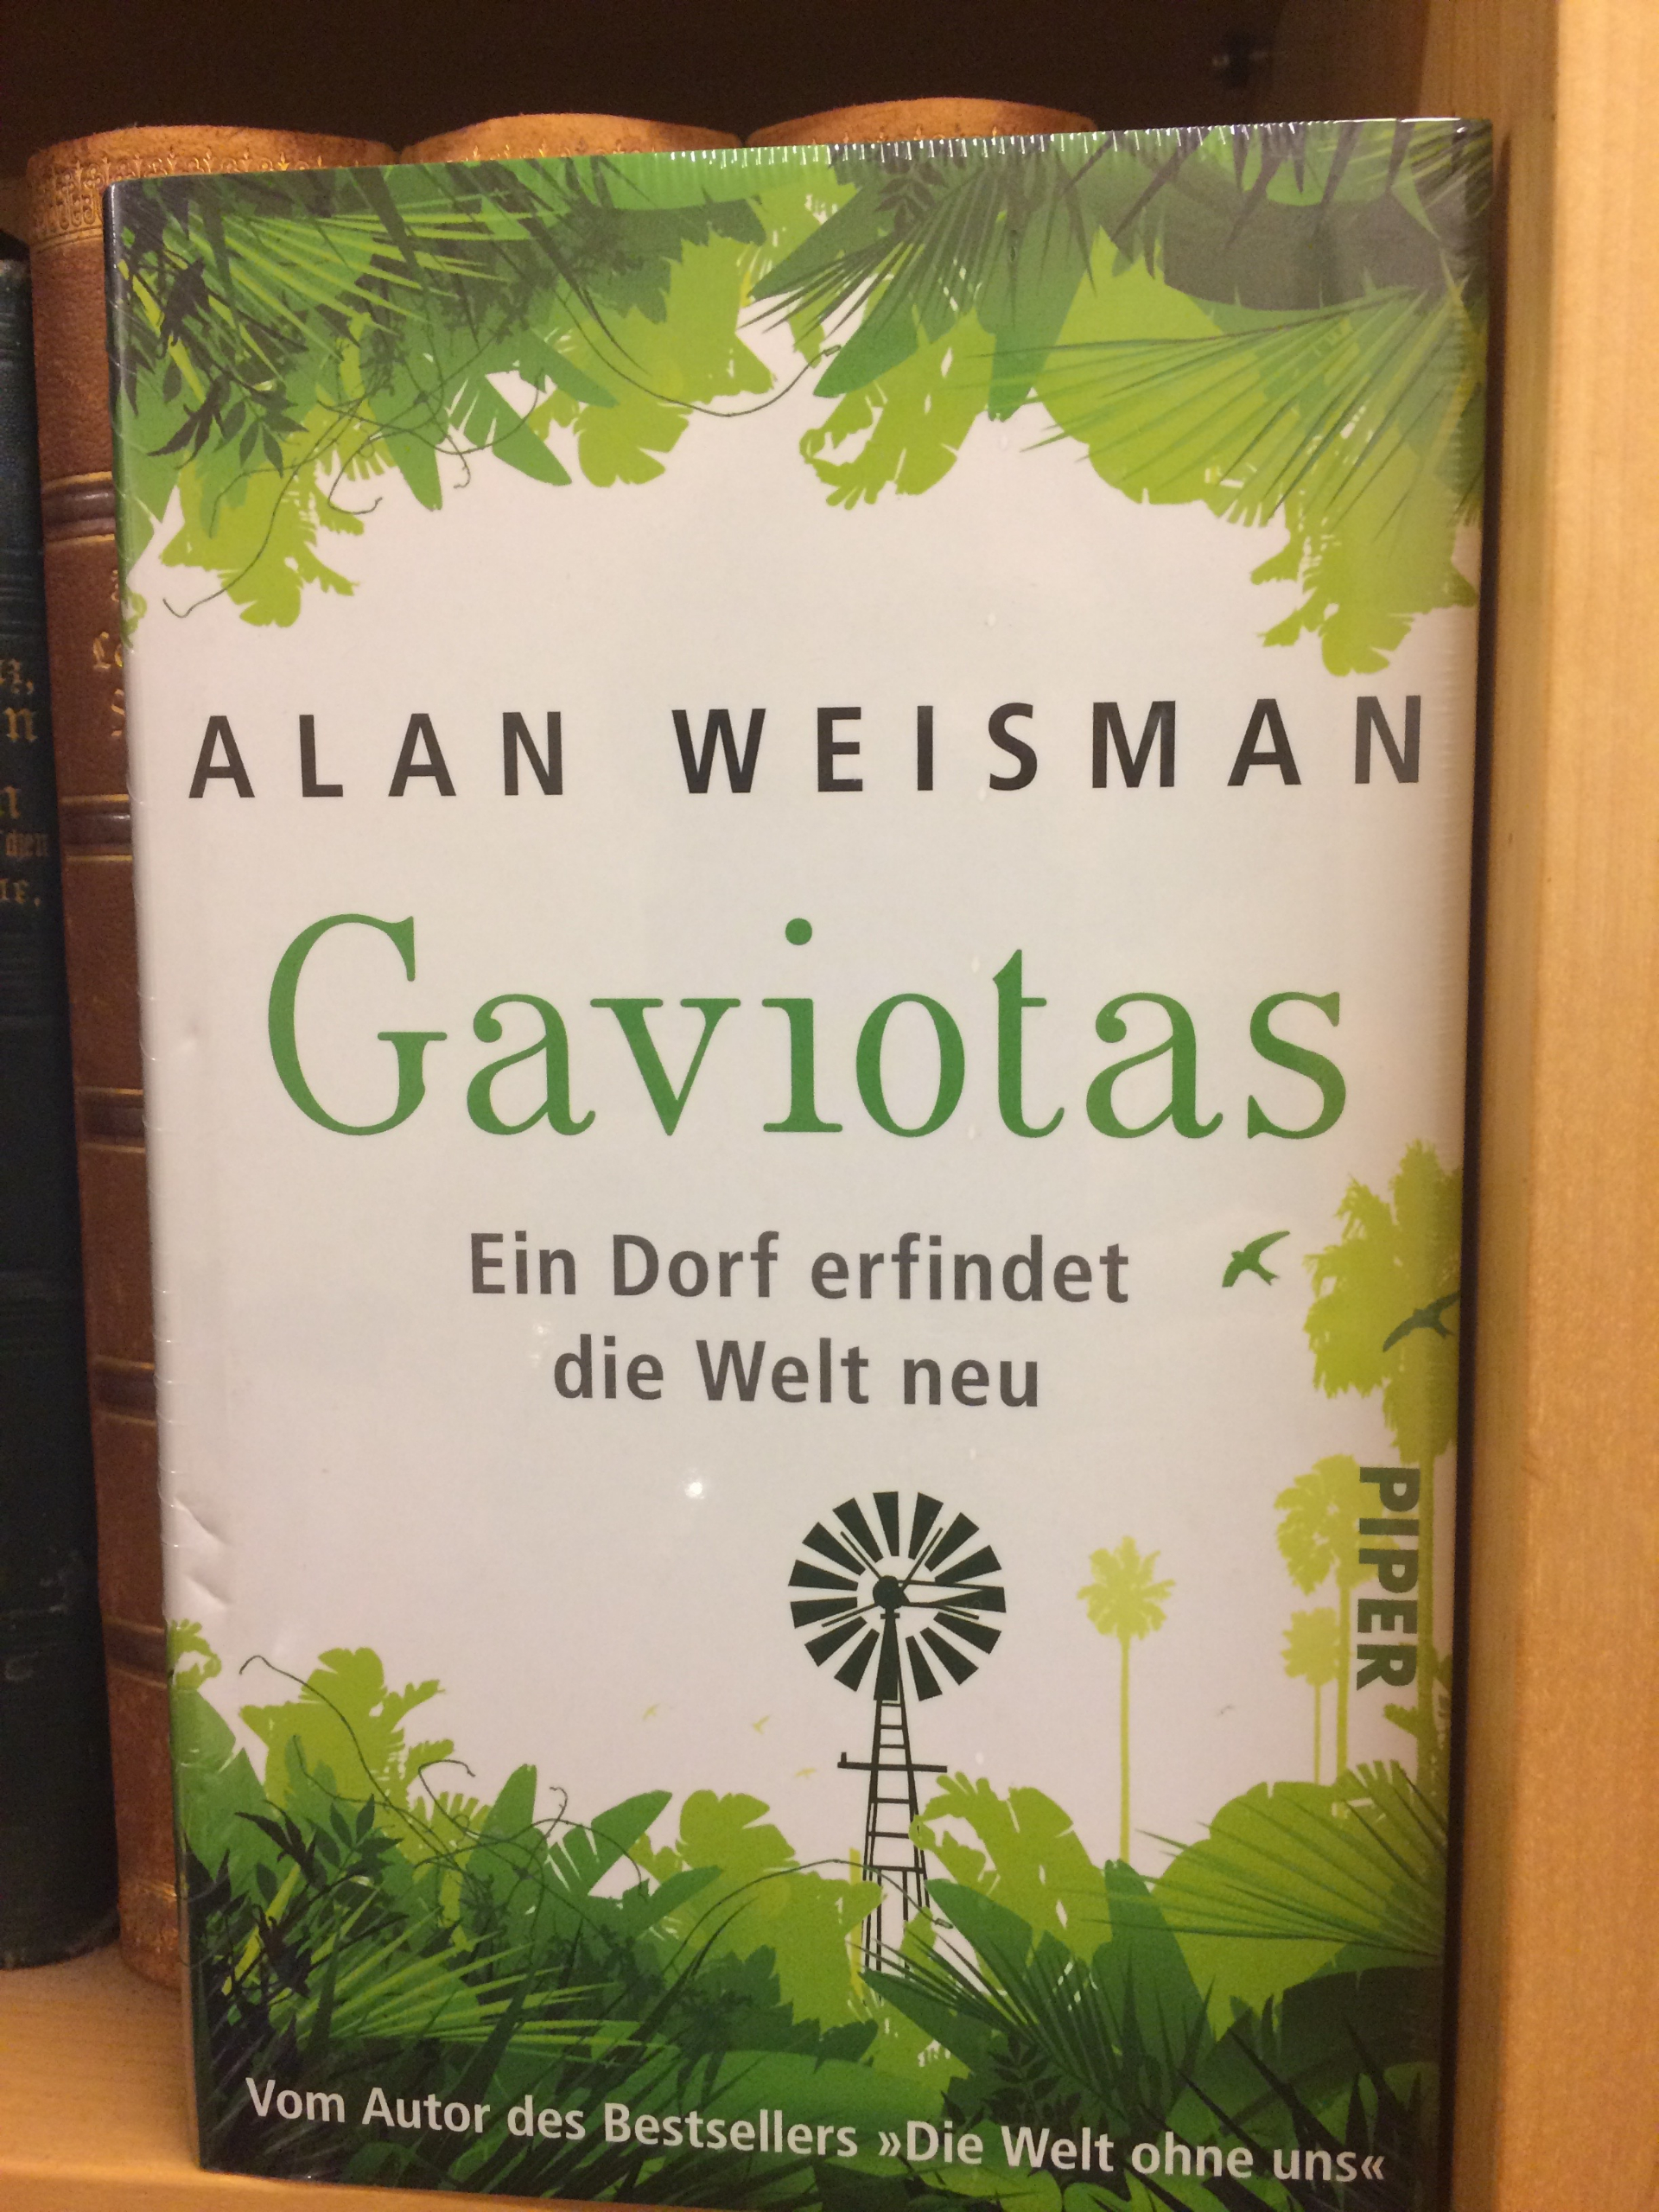 ALAN WEISMAN
Gaviotas
Ein Dorf erfindet
die Welt neu
PIPER
Vom Autor des Bestsellers »Die Welt ohne uns«